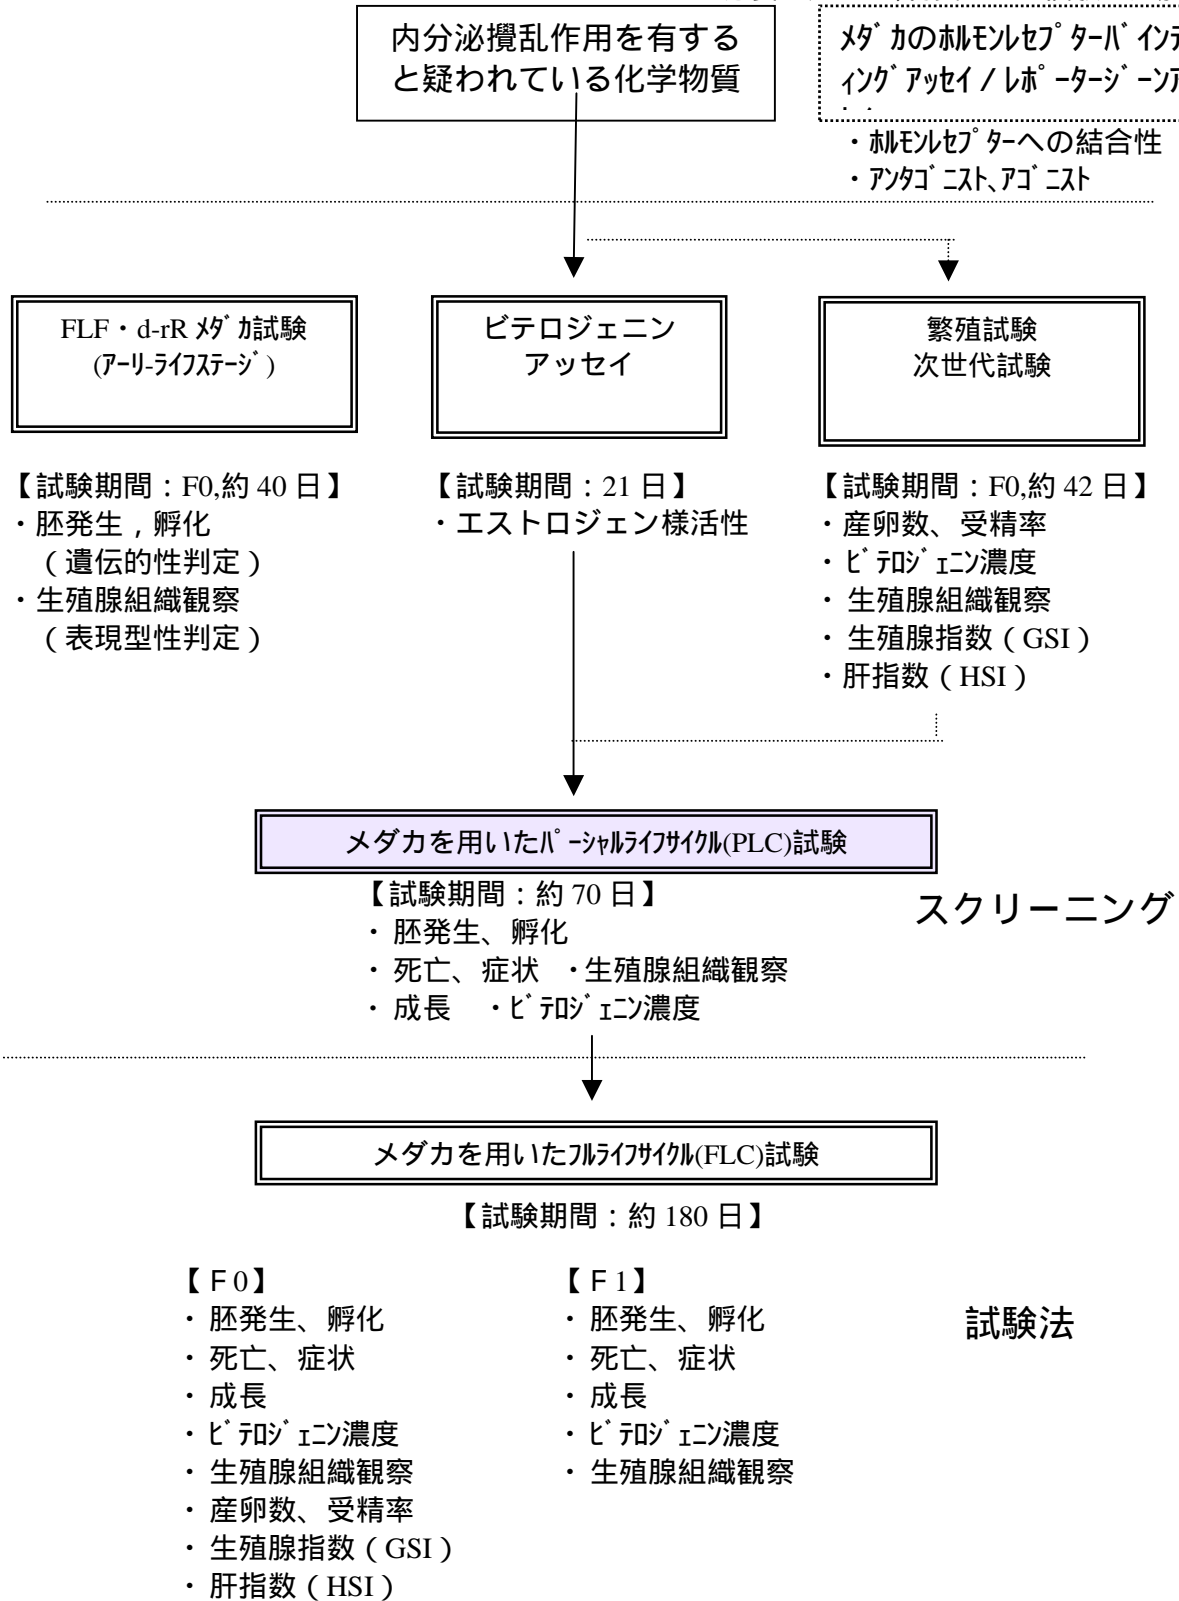 内分泌攪乱作用を有する
と疑われている化学物質
メダカのホルモンレセプターバインデ
ィングアッセイ / レポータージーンア
・ホルモンレセプターへの結合性
・アンタゴニスト、アゴニスト
FLF・d-rR メダカ試験
(アーリ-ライフステージ)
ビテロジェニン
アッセイ
繁殖試験
次世代試験
【試験期間：F0,約 40 日】
・胚発生，孵化
（遺伝的性判定）
・生殖腺組織観察
（表現型性判定）
【試験期間：21 日】
・エストロジェン様活性
【試験期間：F0,約 42 日】
・産卵数、受精率
・ビテロジェニン濃度
・生殖腺組織観察
・生殖腺指数（GSI）
・肝指数（HSI）
メダカを用いたパーシャルライフサイクル(PLC)試験
【試験期間：約 70 日】
・胚発生、孵化
・死亡、症状 ・生殖腺組織観察
・成長 ・ビテロジェニン濃度
スクリーニング
メダカを用いたフルライフサイクル(FLC)試験
【試験期間：約 180 日】
【Ｆ0】
・胚発生、孵化
・死亡、症状
・成長
・ビテロジェニン濃度
・生殖腺組織観察
・産卵数、受精率
・生殖腺指数（GSI）
・肝指数（HSI）
【Ｆ1】
・胚発生、孵化
・死亡、症状
・成長
・ビテロジェニン濃度
・生殖腺組織観察
試験法